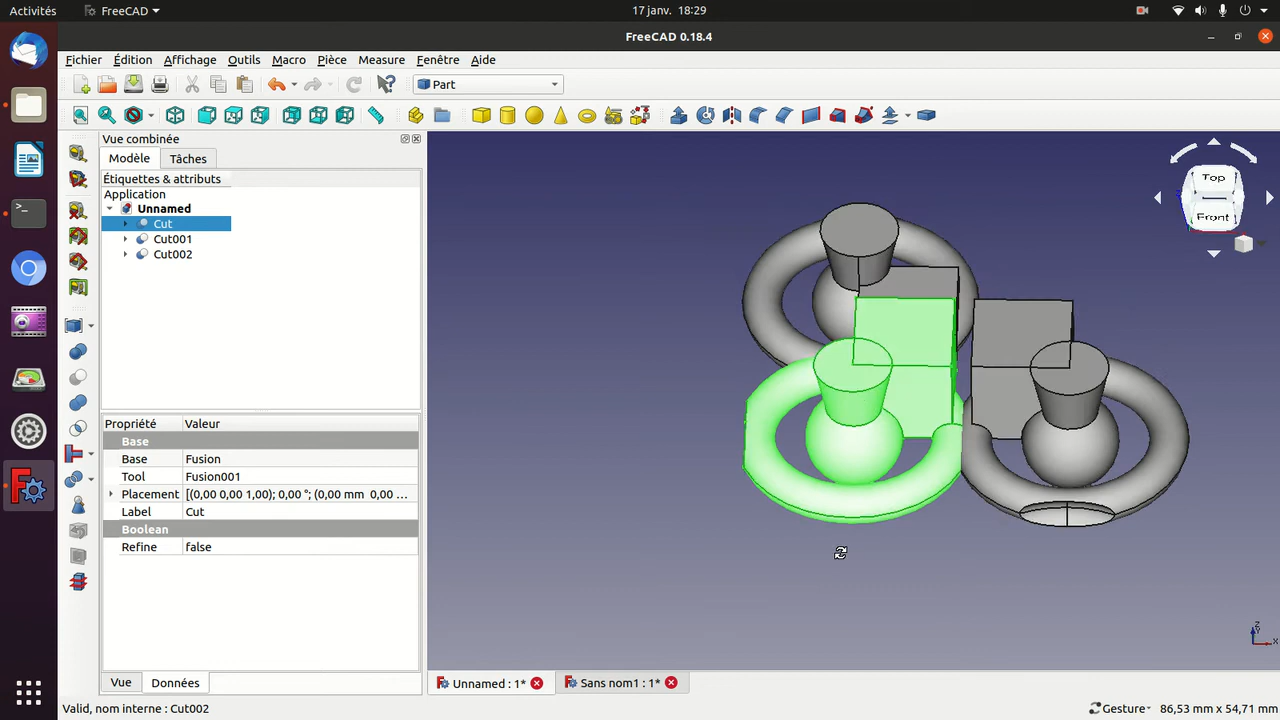 Activités
FreeCAD
17 janv. 18:29
FreeCAD 0.18.4
Fichier Édition Affichage Outils Macro Pièce Measure Fenêtre Aide
Part
Vue combinée
Modèle Tâches
Étiquettes & attributs
Application
Unnamed
Cut
Cut001
Cut002
Propriété Valeur
Base
Base Fusion
Tool Fusion001
Placement [(0,00 0,00 1,00); 0,00 °; (0,00 mm 0,00 ...
Label Cut
Boolean
Refine false
Vue Données
Top
Front
Z
Y
X
Unnamed : 1*
Sans nom1 : 1*
Valid, nom interne : Cut002
Gesture
86,53 mm x 54,71 mm